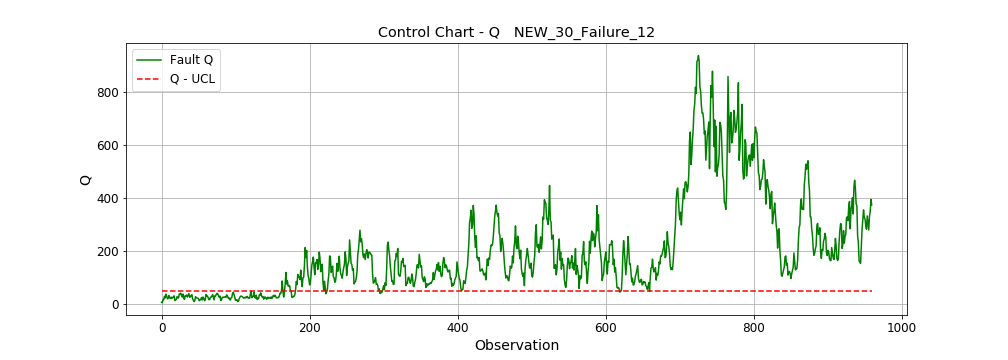 Control Chart - Q   NEW_30_Failure_12
Fault Q
Q - UCL
Q
800
600
400
200
0
0 200 400 600 800 1000
Observation